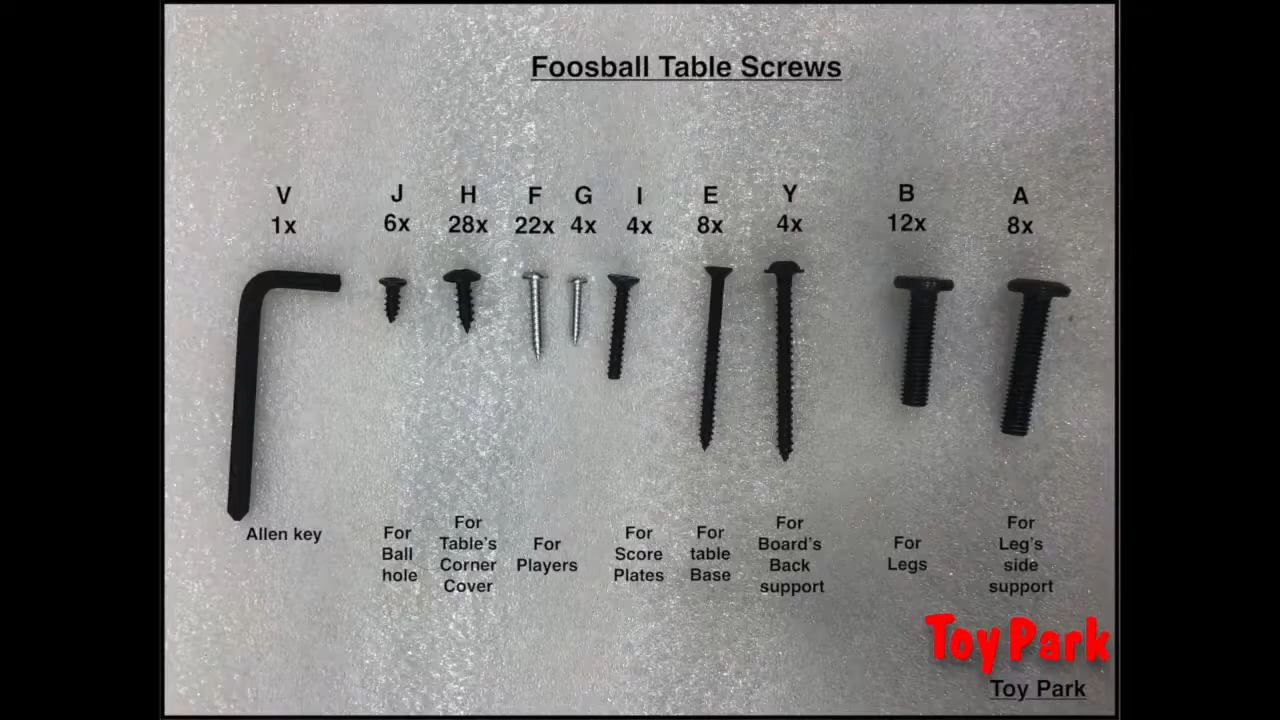 Foosball Table Screws
V J H F G I E Y B A
1x 6x 28x 22x 4x 4x 8x 4x 12x 8x
Allen key
For
Ball
hole
For
Table's
Corner
Cover
For
Players
For
Score
Plates
For
table
Base
For
Board's
Back
support
For
Legs
For
Leg's
side
support
Toy Park
Toy Park